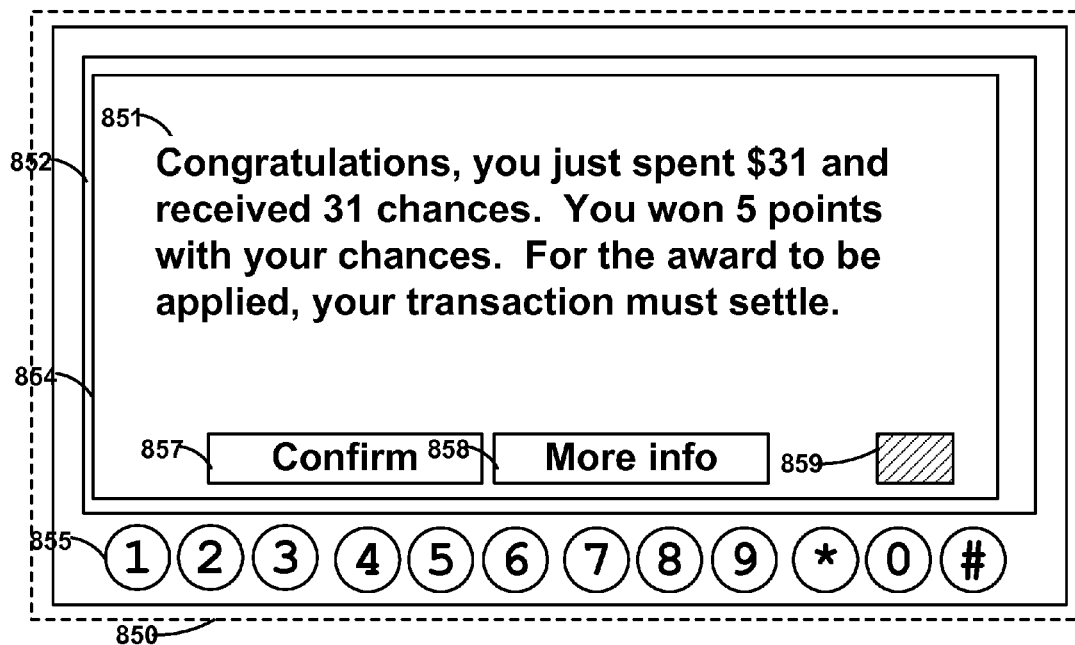 851
852
Congratulations, you just spent $31 and
received 31 chances.  You won 5 points
with your chances.  For the award to be
applied, your transaction must settle.
864
857 Confirm 858 More info 859
855 1 2 3 4 5 6 7 8 9 * 0 #
850